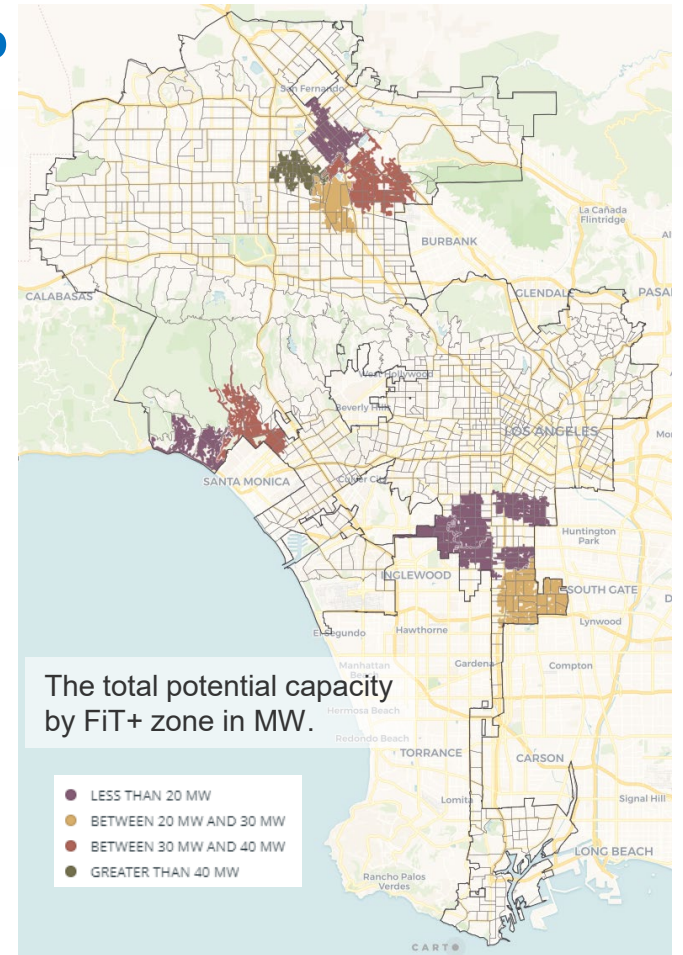 San Fernando
La Cañada
Flintridge
BURBANK
CALABASAS
GLENDALE
PASA
West Hollywood
Beverly Hills
LOS ANGELES
SANTA MONICA
Culver City
Huntington
Park
INGLEWOOD
SOUTH GATE
Lynwood
El Segundo
Hawthorne
Manhattan
Gardena
Compton
The total potential capacity
by FiT+ zone in MW.
Hermosa Beach
Redondo Beach
TORRANCE
CARSON
LESS THAN 20 MW
Lomita
Signal Hill
BETWEEN 20 MW AND 30 MW
BETWEEN 30 MW AND 40 MW
LONG BEACH
GREATER THAN 40 MW
Rancho Palos
Verdes
CARTO